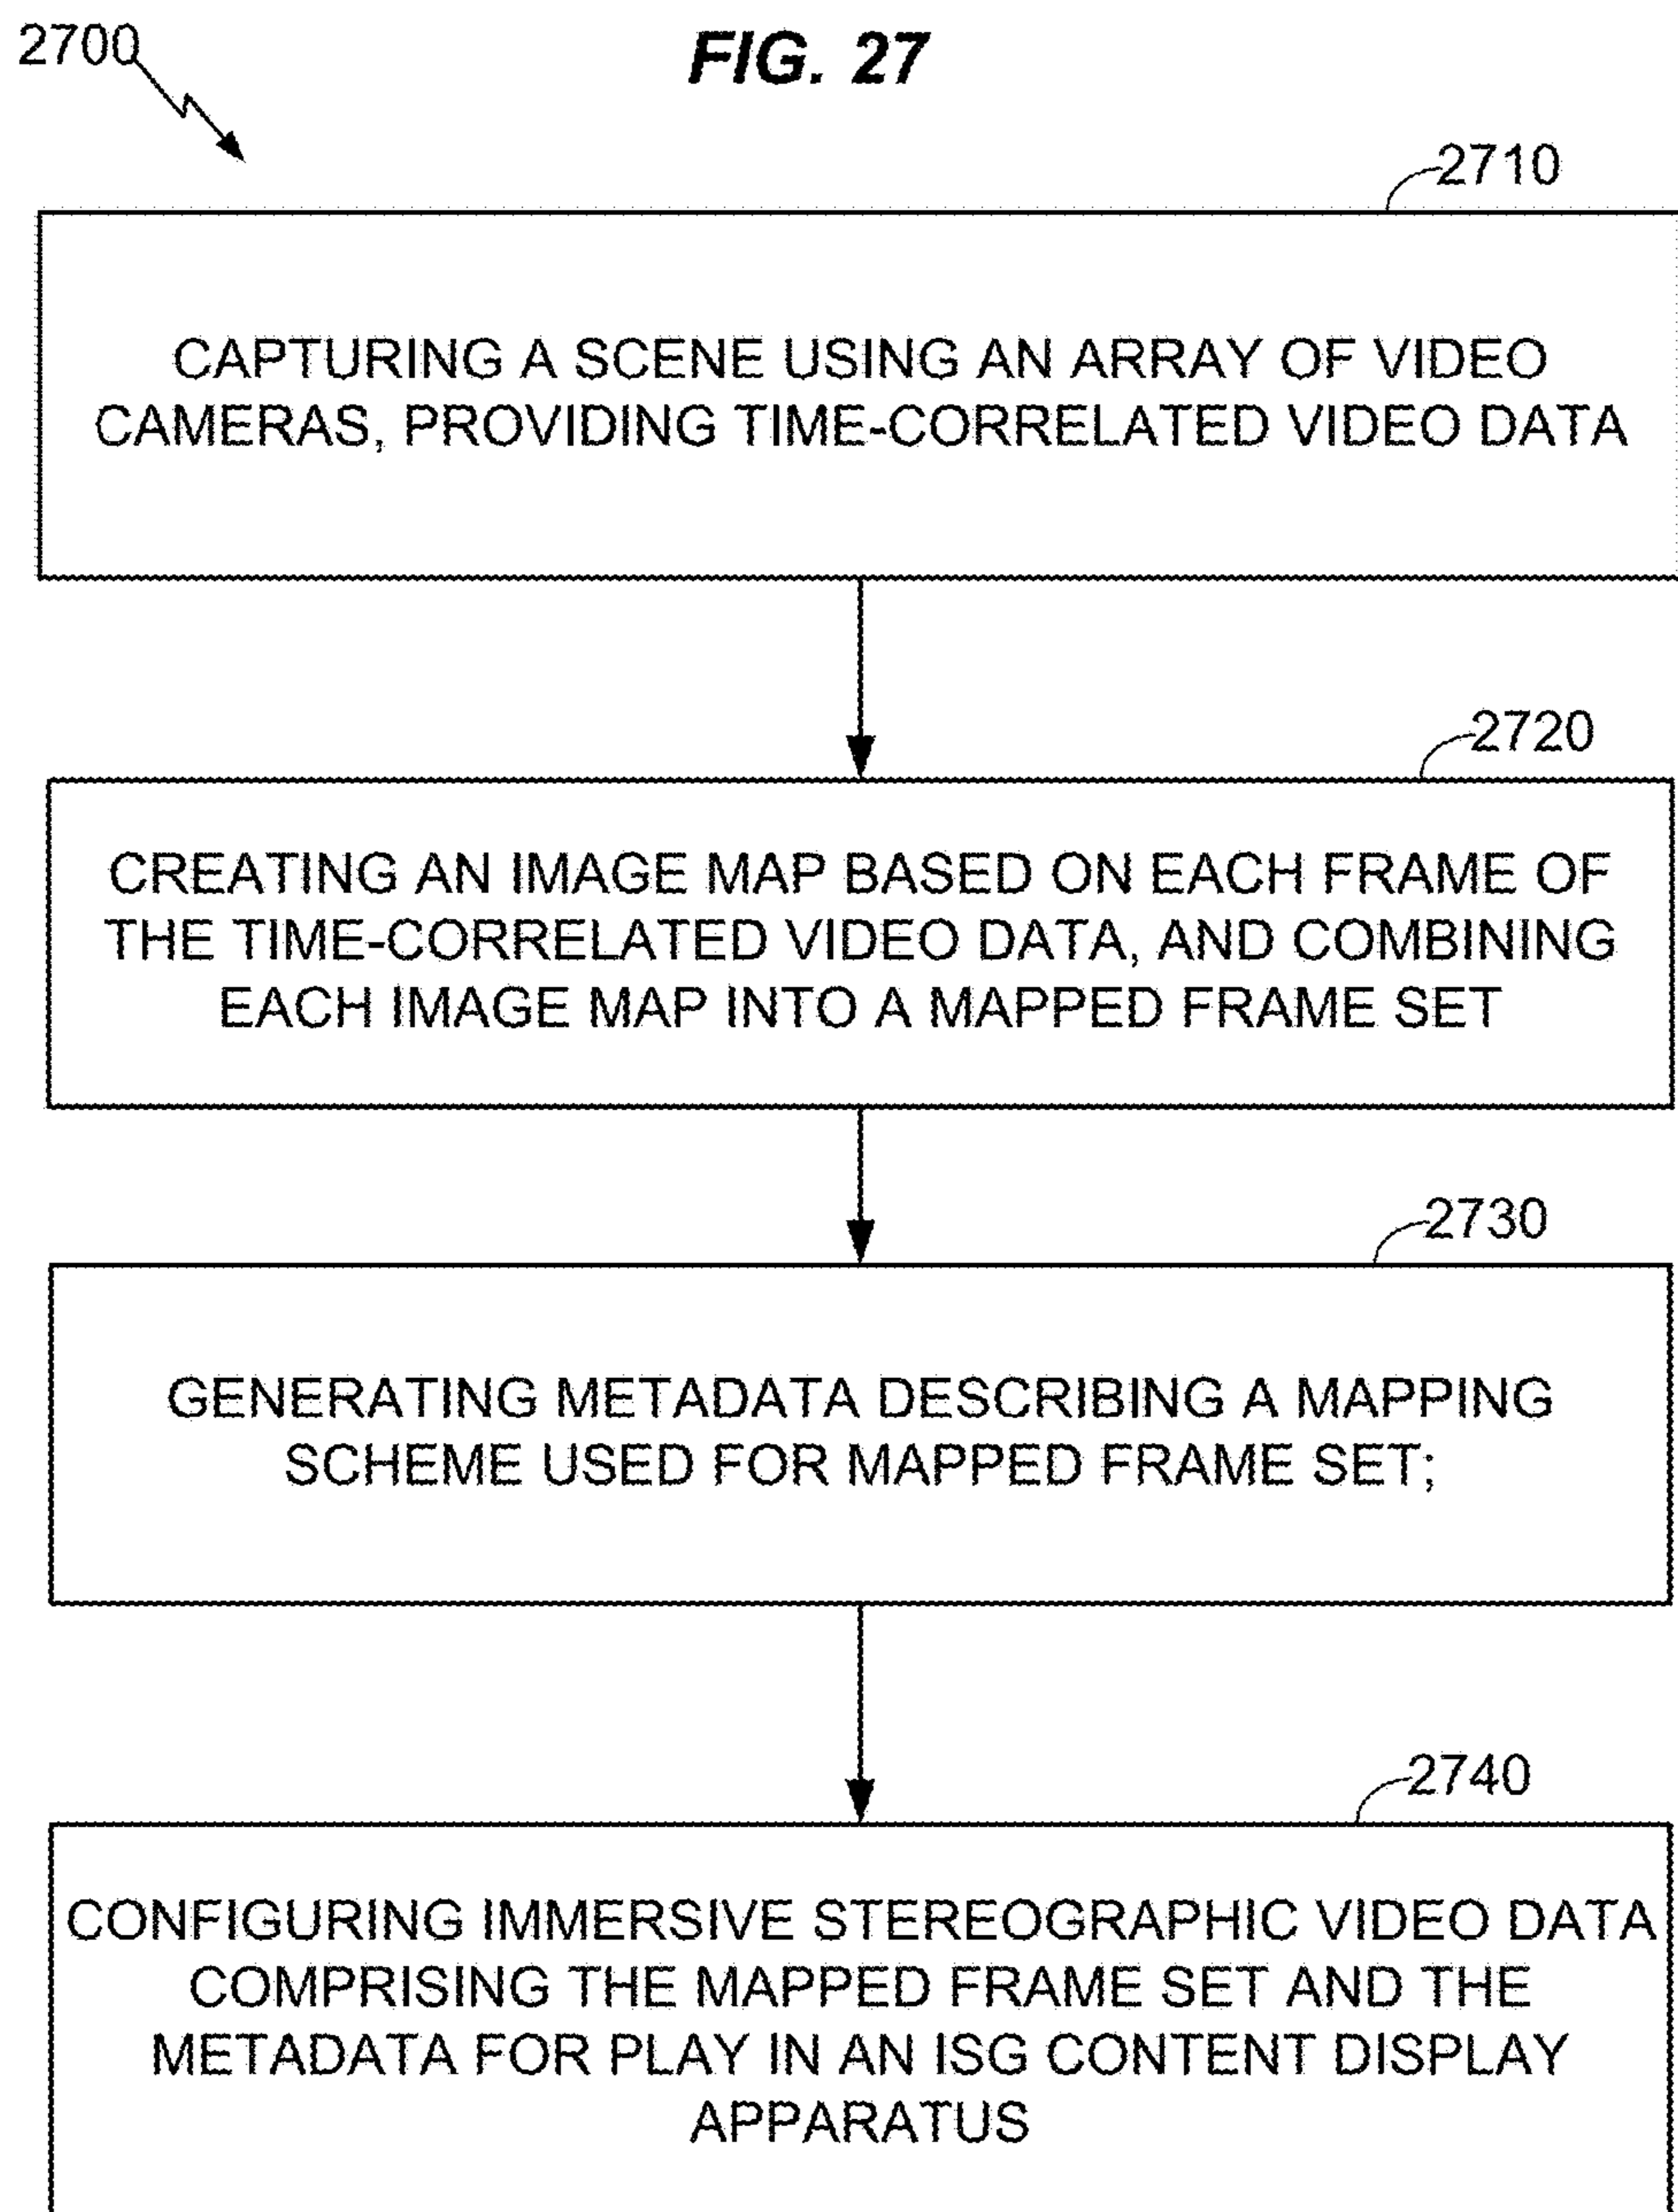 2700
FIG. 27
2710
CAPTURING A SCENE USING AN ARRAY OF VIDEO
CAMERAS, PROVIDING TIME-CORRELATED VIDEO DATA
2720
CREATING AN IMAGE MAP BASED ON EACH FRAME OF
THE TIME-CORRELATED VIDEO DATA, AND COMBINING
EACH IMAGE MAP INTO A MAPPED FRAME SET
2730
GENERATING METADATA DESCRIBING A MAPPING
SCHEME USED FOR MAPPED FRAME SET;
2740
CONFIGURING IMMERSIVE STEREOGRAPHIC VIDEO DATA
COMPRISING THE MAPPED FRAME SET AND THE
METADATA FOR PLAY IN AN ISG CONTENT DISPLAY
APPARATUS